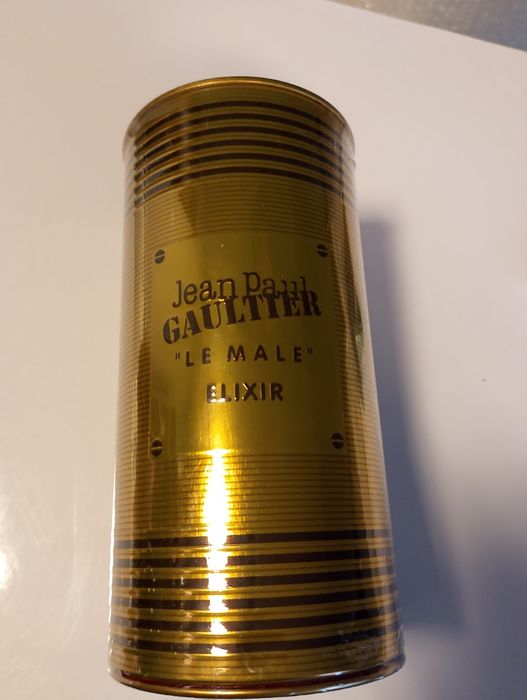 Jean Paul
GAULTIER
"LE MALE"
ELIXIR